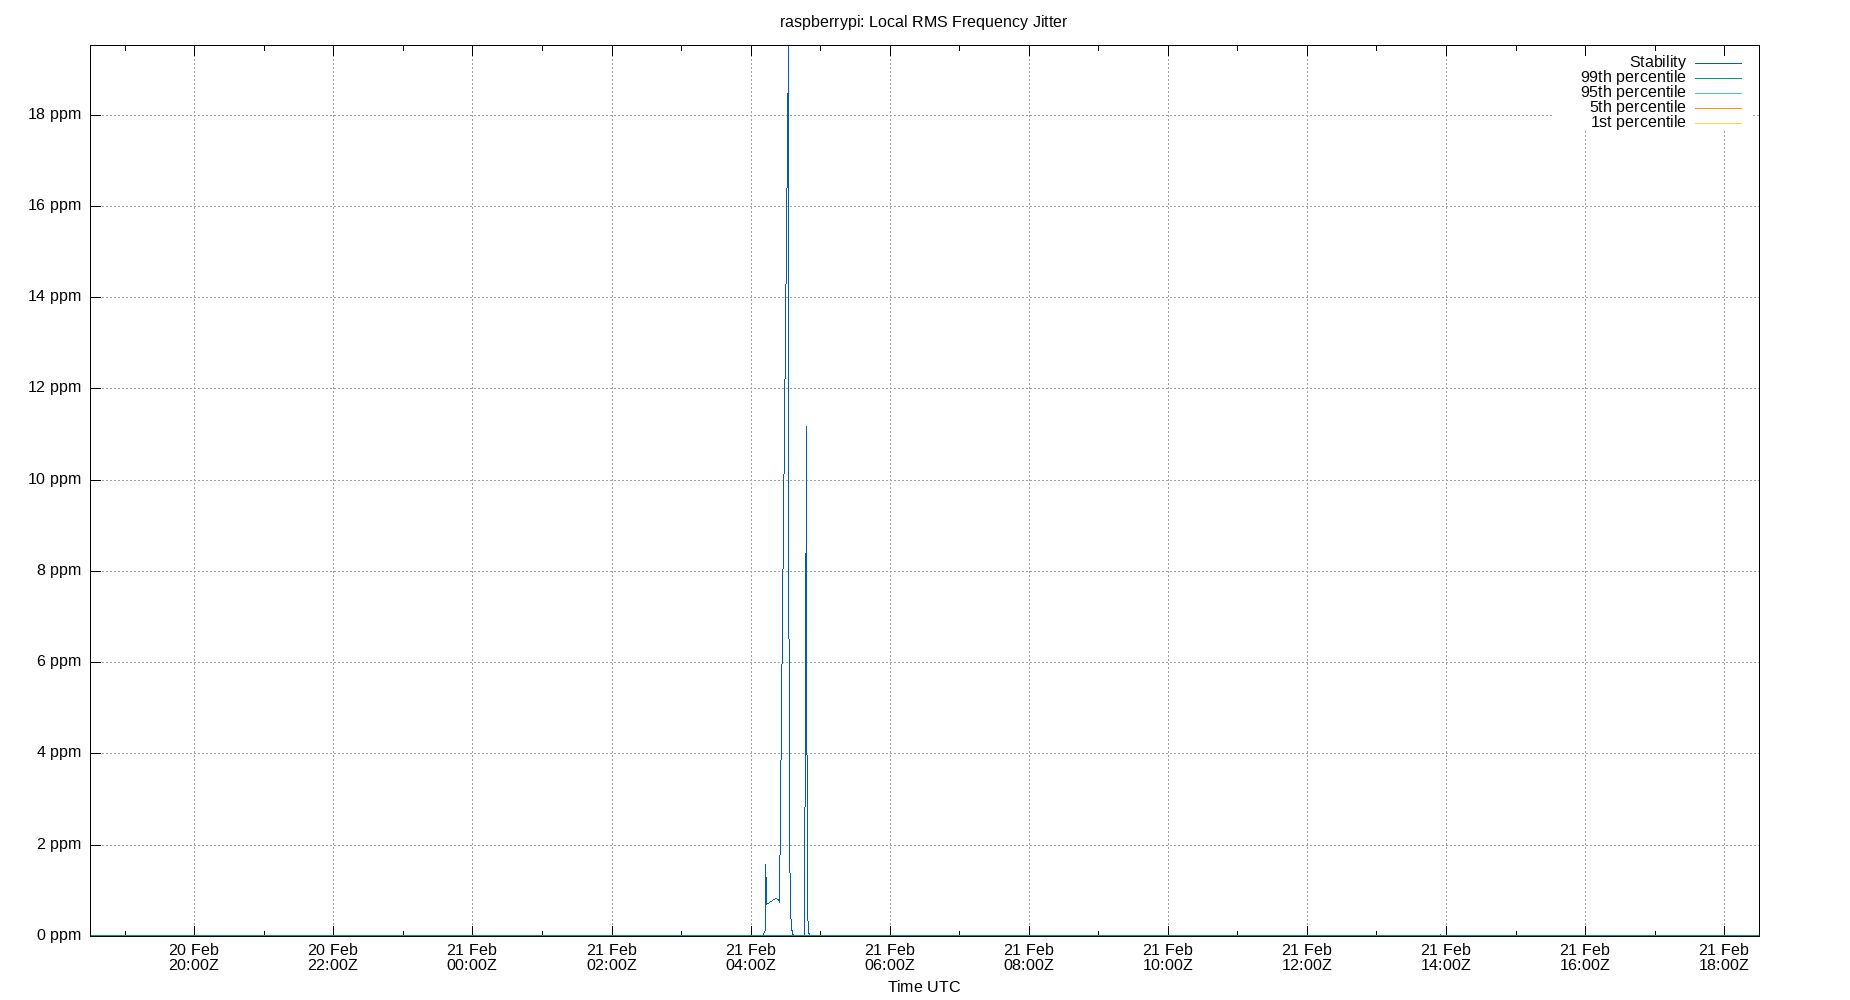 raspberrypi: Local RMS Frequency Jitter
Stability
99th percentile
95th percentile
5th percentile
1st percentile
18 ppm
16 ppm
14 ppm
12 ppm
10 ppm
8 ppm
6 ppm
4 ppm
2 ppm
0 ppm
20 Feb 20 Feb 21 Feb 21 Feb 21 Feb 21 Feb 21 Feb 21 Feb 21 Feb 21 Feb 21 Feb 21 Feb
20:00Z 22:00Z 00:00Z 02:00Z 04:00Z 06:00Z 08:00Z 10:00Z 12:00Z 14:00Z 16:00Z 18:00Z
Time UTC